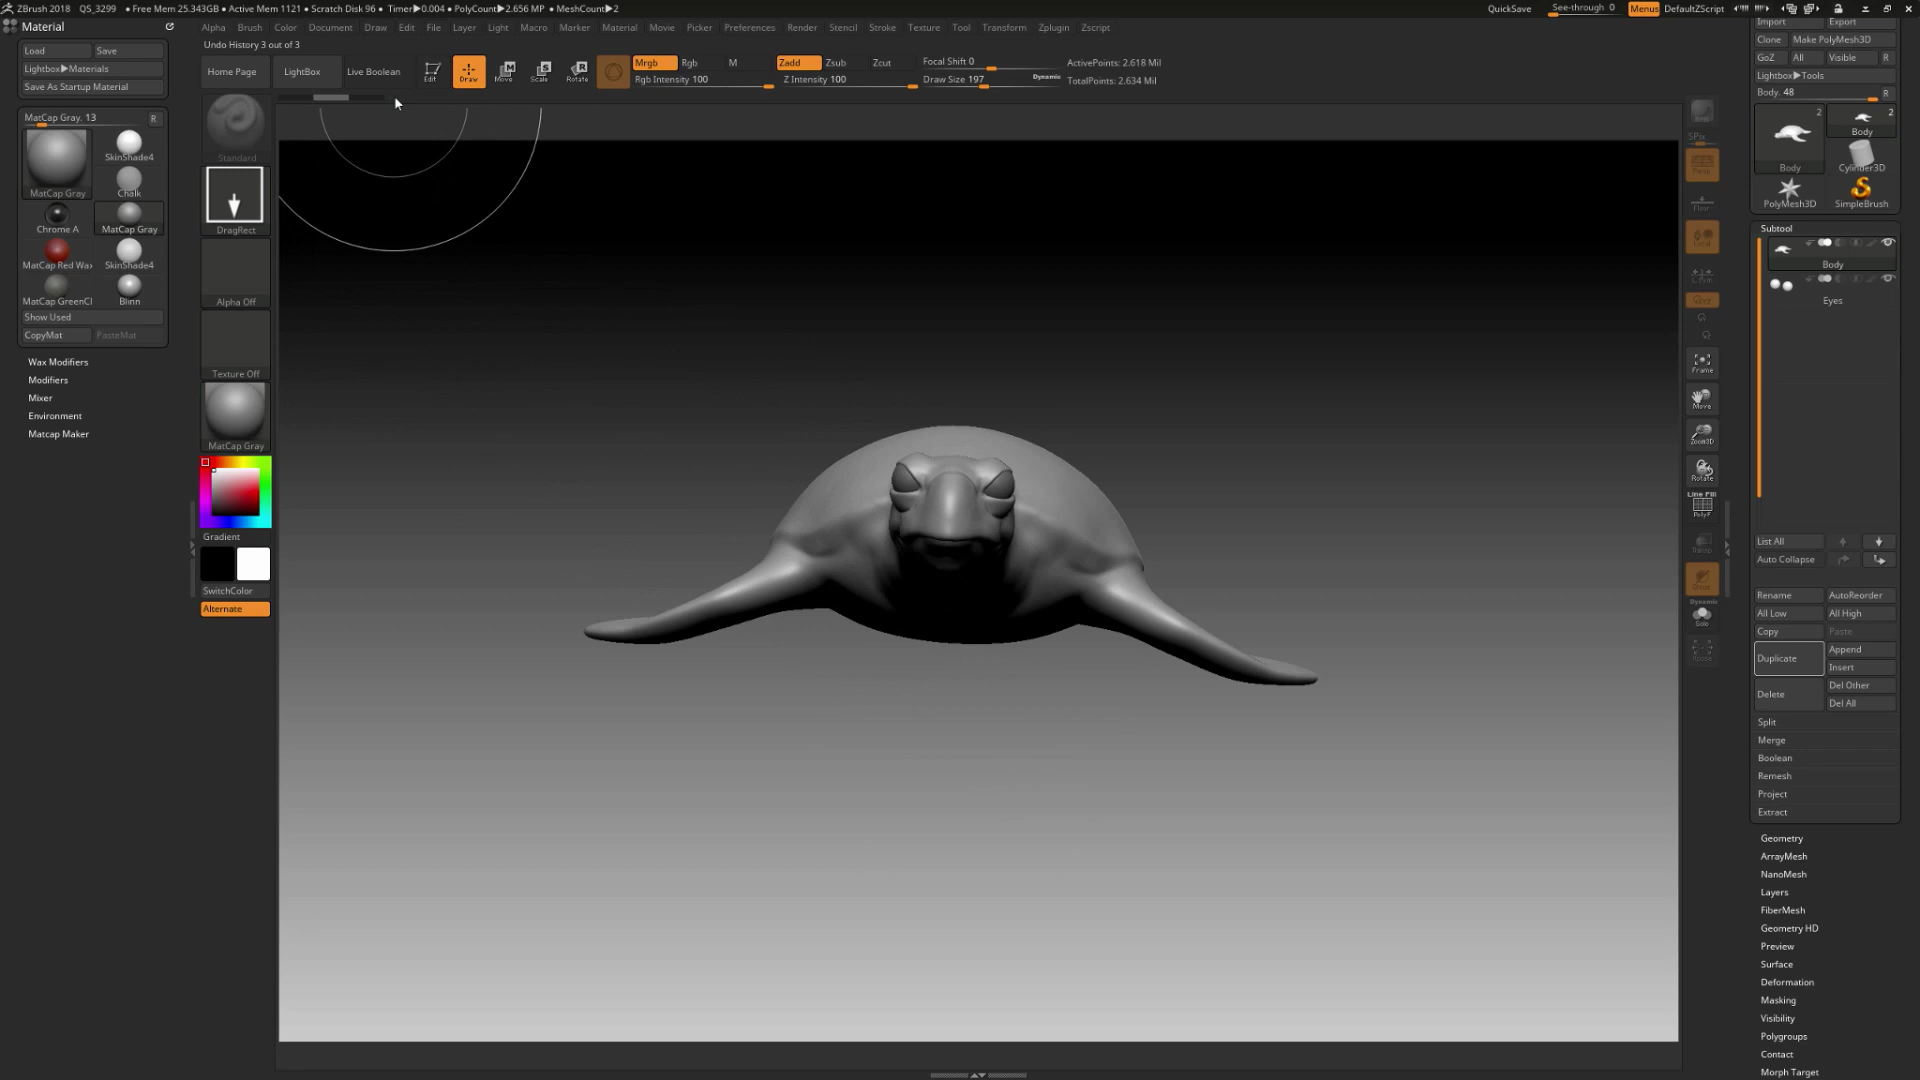 ZBrush 2018 QS_3299 ● Free Mem 25.343GB ● Active Mem 1121 ● Scratch Disk 96 ● Timer▶0.004 ● PolyCount▶2.656 MP ● MeshCount▶2 QuickSave See-through 0 Menus DefaultZScript
Material
Alpha Brush Color Document Draw Edit File Layer Light Macro Marker Material Movie Picker Preferences Render Stencil Stroke Texture Tool Transform Zplugin Zscript
Undo History 3 out of 3
Load Save
Lightbox▶Materials
Save As Startup Material
Home Page LightBox Live Boolean Edit Draw Move Scale Rotate
Mrgb Rgb M Zadd Zsub Zcut Focal Shift 0 ActivePoints: 2.618 Mil
Rgb Intensity 100 Z Intensity 100 Draw Size 197 Dynamic TotalPoints: 2.634 Mil
MatCap Gray. 13 R
SkinShade4
MatCap Gray Chalk
Chrome A MatCap Gray
MatCap Red Wax SkinShade4
MatCap GreenCl Blinn
Show Used
CopyMat PasteMat
Wax Modifiers
Modifiers
Mixer
Environment
Matcap Maker
Standard
DragRect
Alpha Off
Texture Off
MatCap Gray
Gradient
SwitchColor
Alternate
SPix
Persp
Floor
Local
Frame
Move
Zoom3D
Rotate
Line Fill
PolyF
Transp
Dynamic
Solo
Xpose
Import Export
Clone Make PolyMesh3D
GoZ All Visible R
Lightbox▶Tools
Body. 48 R
2 2
Body
Body Cylinder3D
PolyMesh3D SimpleBrush
Subtool
Body
Eyes
List All
Auto Collapse
Rename AutoReorder
All Low All High
Copy Paste
Duplicate Append
Insert
Delete Del Other
Del All
Split
Merge
Boolean
Remesh
Project
Extract
Geometry
ArrayMesh
NanoMesh
Layers
FiberMesh
Geometry HD
Preview
Surface
Deformation
Masking
Visibility
Polygroups
Contact
Morph Target